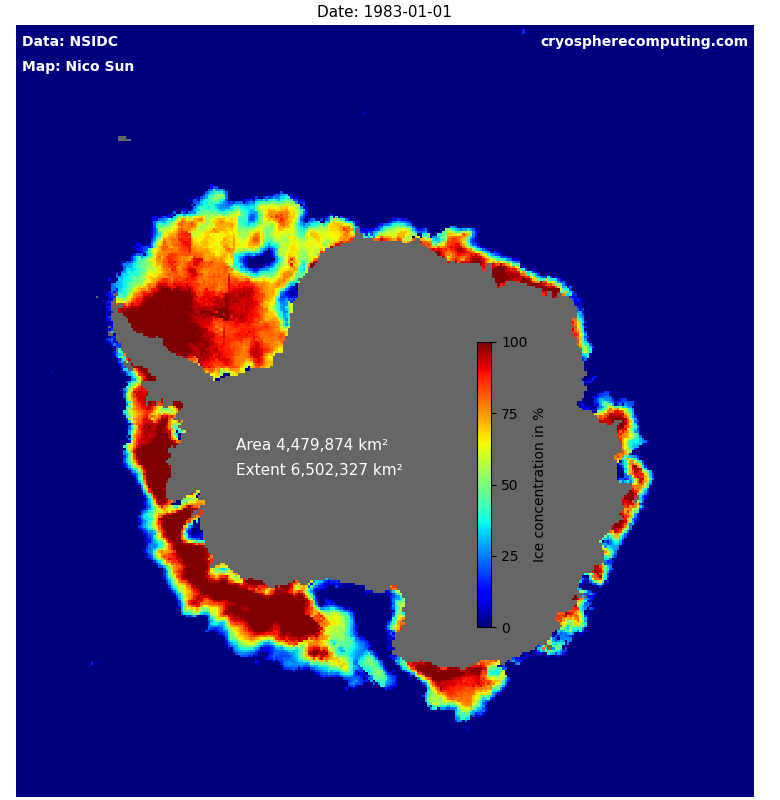 Date: 1983-01-01
Data: NSIDC
cryospherecomputing.com
Map: Nico Sun
100
75
50
25
0
Ice concentration in %
Area 4,479,874 km²
Extent 6,502,327 km²